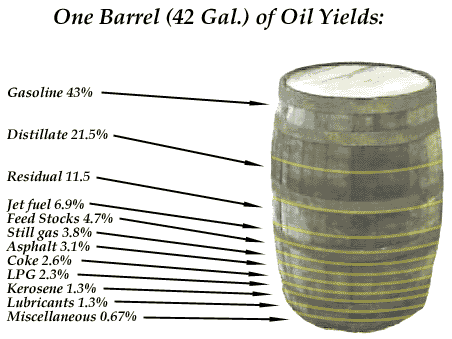 One Barrel (42 Gal.) of Oil Yields:
Gasoline 43%
Distillate 21.5%
Residual 11.5
Jet fuel 6.9%
Feed Stocks 4.7%
Still gas 3.8%
Asphalt 3.1%
Coke 2.6%
LPG 2.3%
Kerosene 1.3%
Lubricants 1.3%
Miscellaneous 0.67%